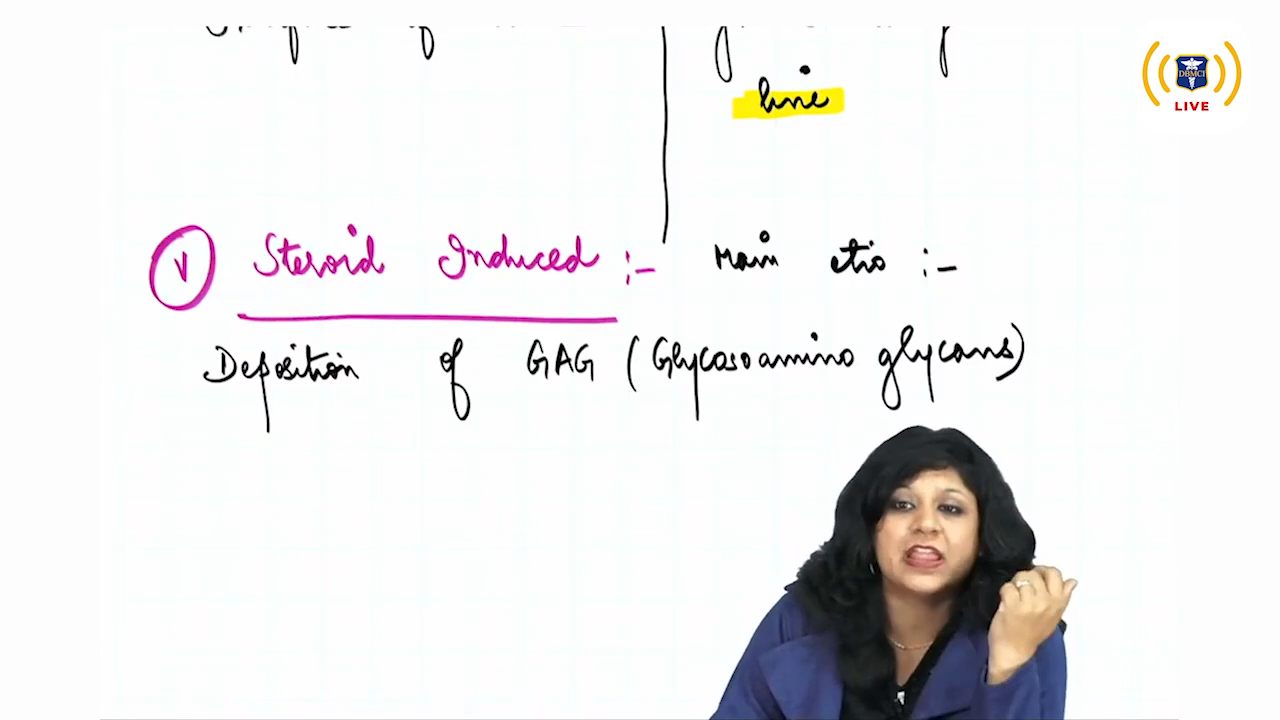 line
DBMCI
LIVE
V Steroid Induced :- main etio :-
Deposition of GAG (Glycosoamino glycans)